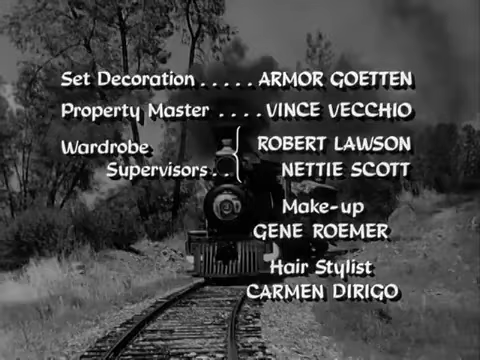 Set Decoration ..... ARMOR GOETTEN
Property Master .... VINCE VECCHIO
Wardrobe Supervisors .. ROBERT LAWSON
NETTIE SCOTT
Make-up
GENE ROEMER
Hair Stylist
CARMEN DIRIGO